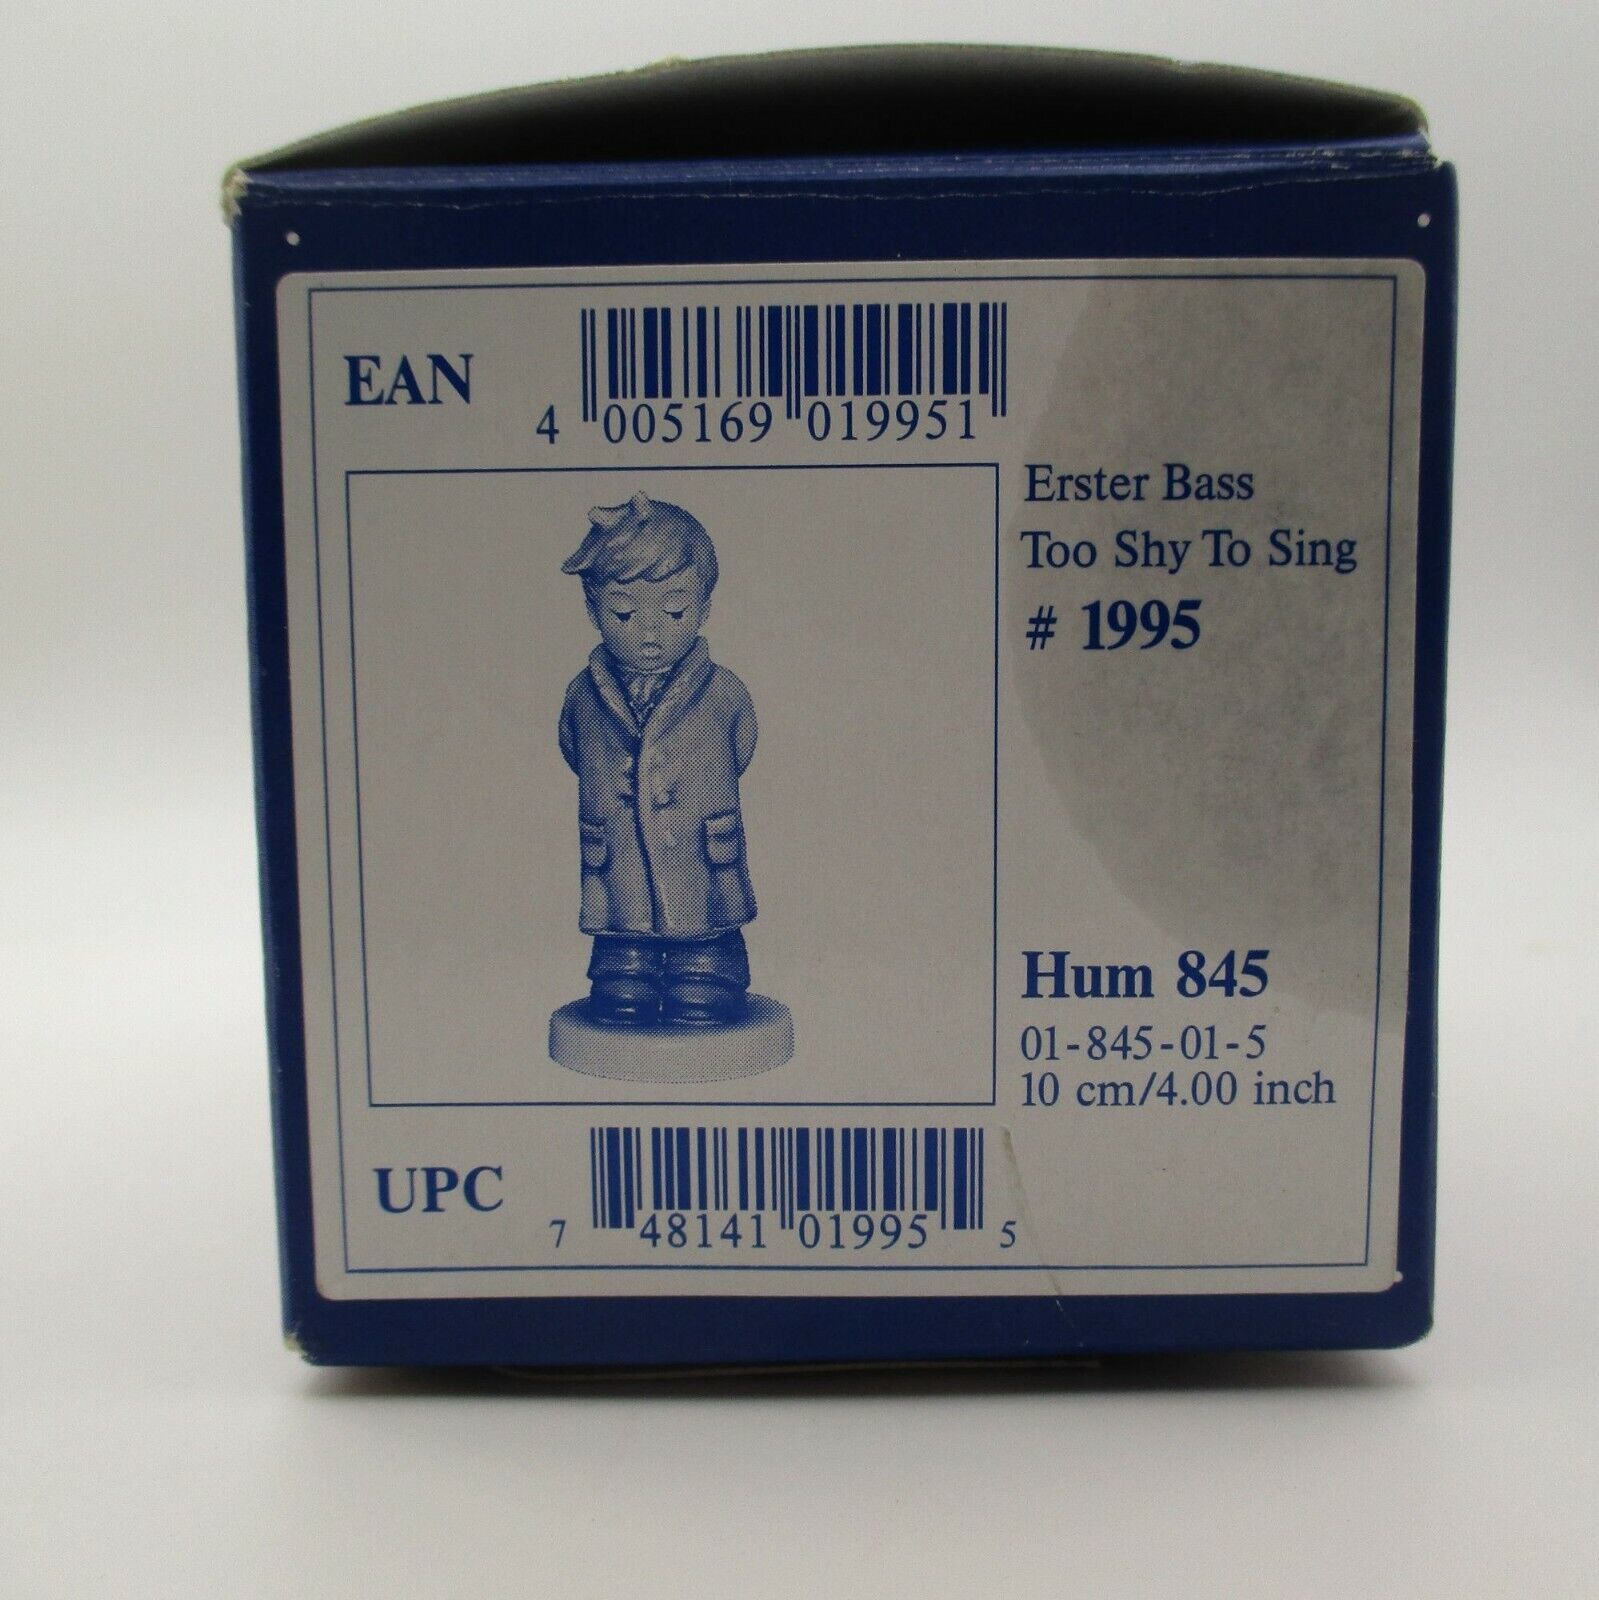 EAN
4 005169 019951
Erster Bass
Too Shy To Sing
# 1995
Hum 845
01-845-01-5
10 cm/4.00 inch
UPC
7 48141 01995 5